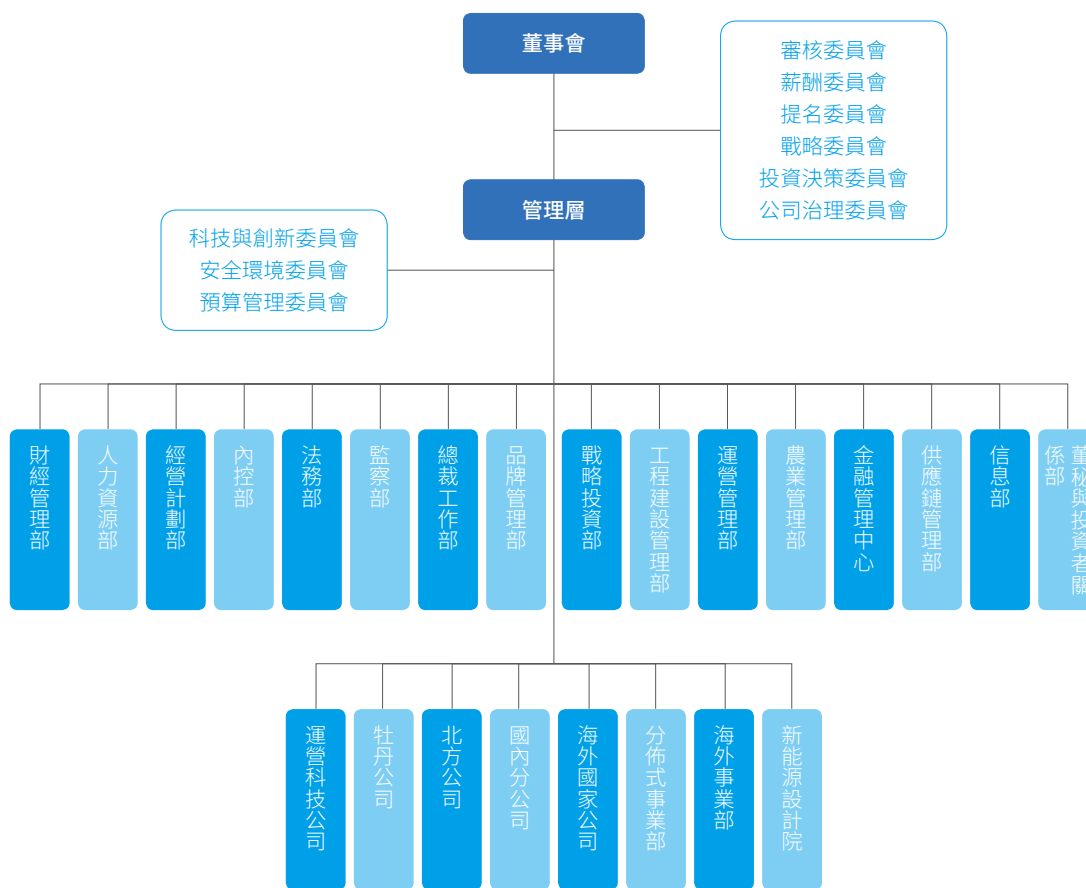 董事會
審核委員會
薪酬委員會
提名委員會
戰略委員會
投資決策委員會
公司治理委員會
管理層
科技與創新委員會
安全環境委員會
預算管理委員會
財經管理部
人力資源部
經營計劃部
內控部
法務部
監察部
總裁工作部
品牌管理部
戰略投資部
工程建設管理部
運營管理部
農業管理部
金融管理中心
供應鏈管理部
信息部
董秘與投資者關
係部
運營科技公司
牡丹公司
北方公司
國內分公司
海外國家公司
分佈式事業部
海外事業部
新能源設計院